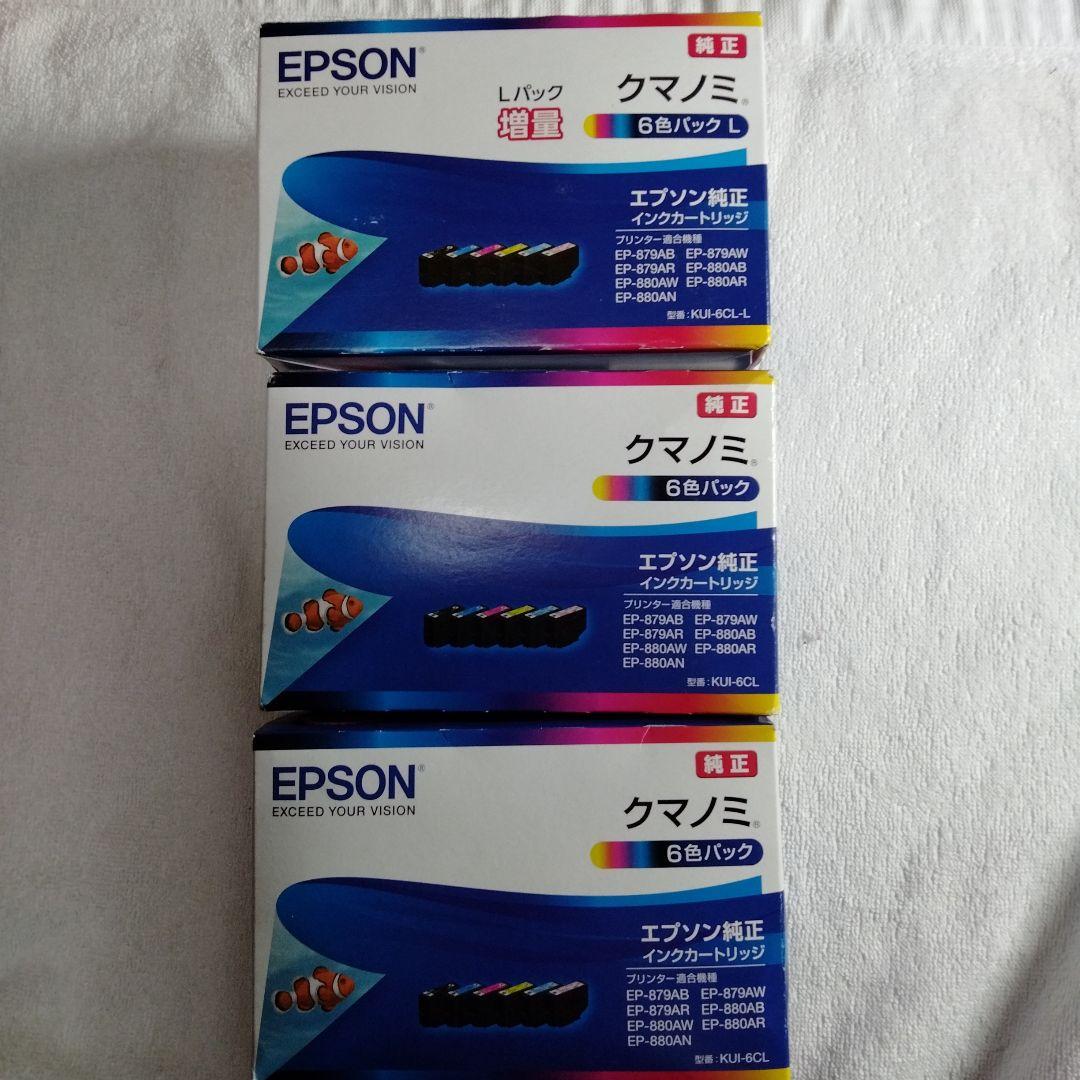 EPSON®
EXCEED YOUR VISION
純正
Lパック
増量
クマノミ®
6色パック L
エプソン純正
インクカートリッジ
プリンター適合機種
EP-879AB EP-879AW
EP-879AR EP-880AB
EP-880AW EP-880AR
EP-880AN
型番:KUI-6CL-L
EPSON®
EXCEED YOUR VISION
純正
クマノミ®
6色パック
エプソン純正
インクカートリッジ
プリンター適合機種
EP-879AB EP-879AW
EP-879AR EP-880AB
EP-880AW EP-880AR
EP-880AN
型番:KUI-6CL
EPSON®
EXCEED YOUR VISION
純正
クマノミ®
6色パック
エプソン純正
インクカートリッジ
プリンター適合機種
EP-879AB EP-879AW
EP-879AR EP-880AB
EP-880AW EP-880AR
EP-880AN
型番:KUI-6CL